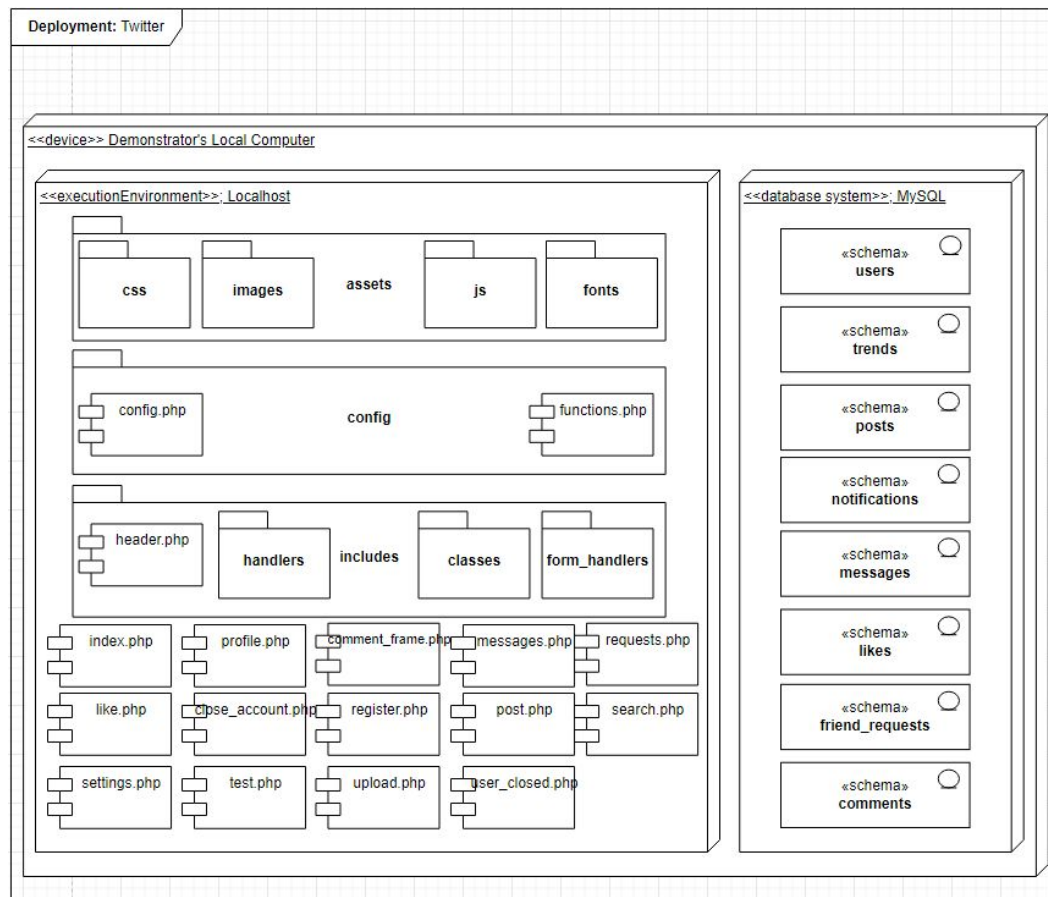 Deployment: Twitter
<<device>> Demonstrator's Local Computer
<<executionEnvironment>>; Localhost
css
images
assets
js
fonts
config.php
config
functions.php
header.php
handlers
includes
classes
form_handlers
index.php
profile.php
comment_frame.php
messages.php
requests.php
like.php
close_account.php
register.php
post.php
search.php
settings.php
test.php
upload.php
user_closed.php
<<database system>>; MySQL
«schema»
users
«schema»
trends
«schema»
posts
«schema»
notifications
«schema»
messages
«schema»
likes
«schema»
friend_requests
«schema»
comments